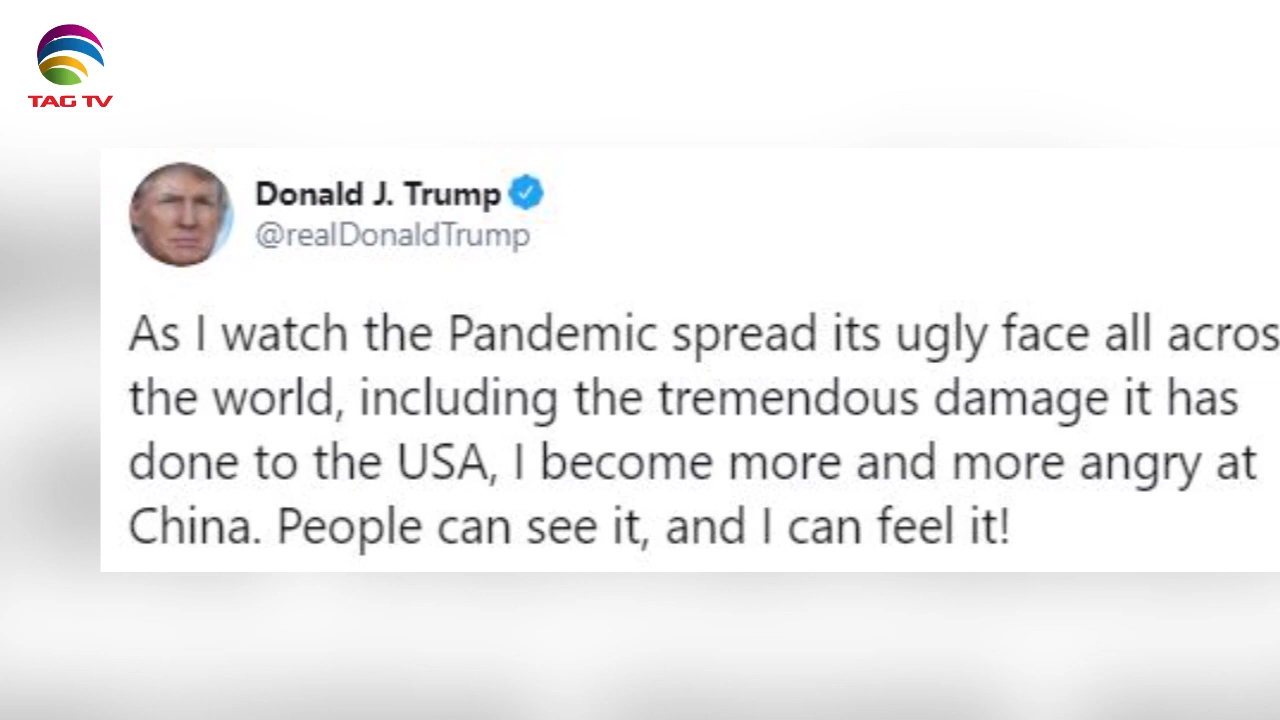 TAG TV
Donald J. Trump
@realDonaldTrump
As I watch the Pandemic spread its ugly face all acros
the world, including the tremendous damage it has
done to the USA, I become more and more angry at
China. People can see it, and I can feel it!